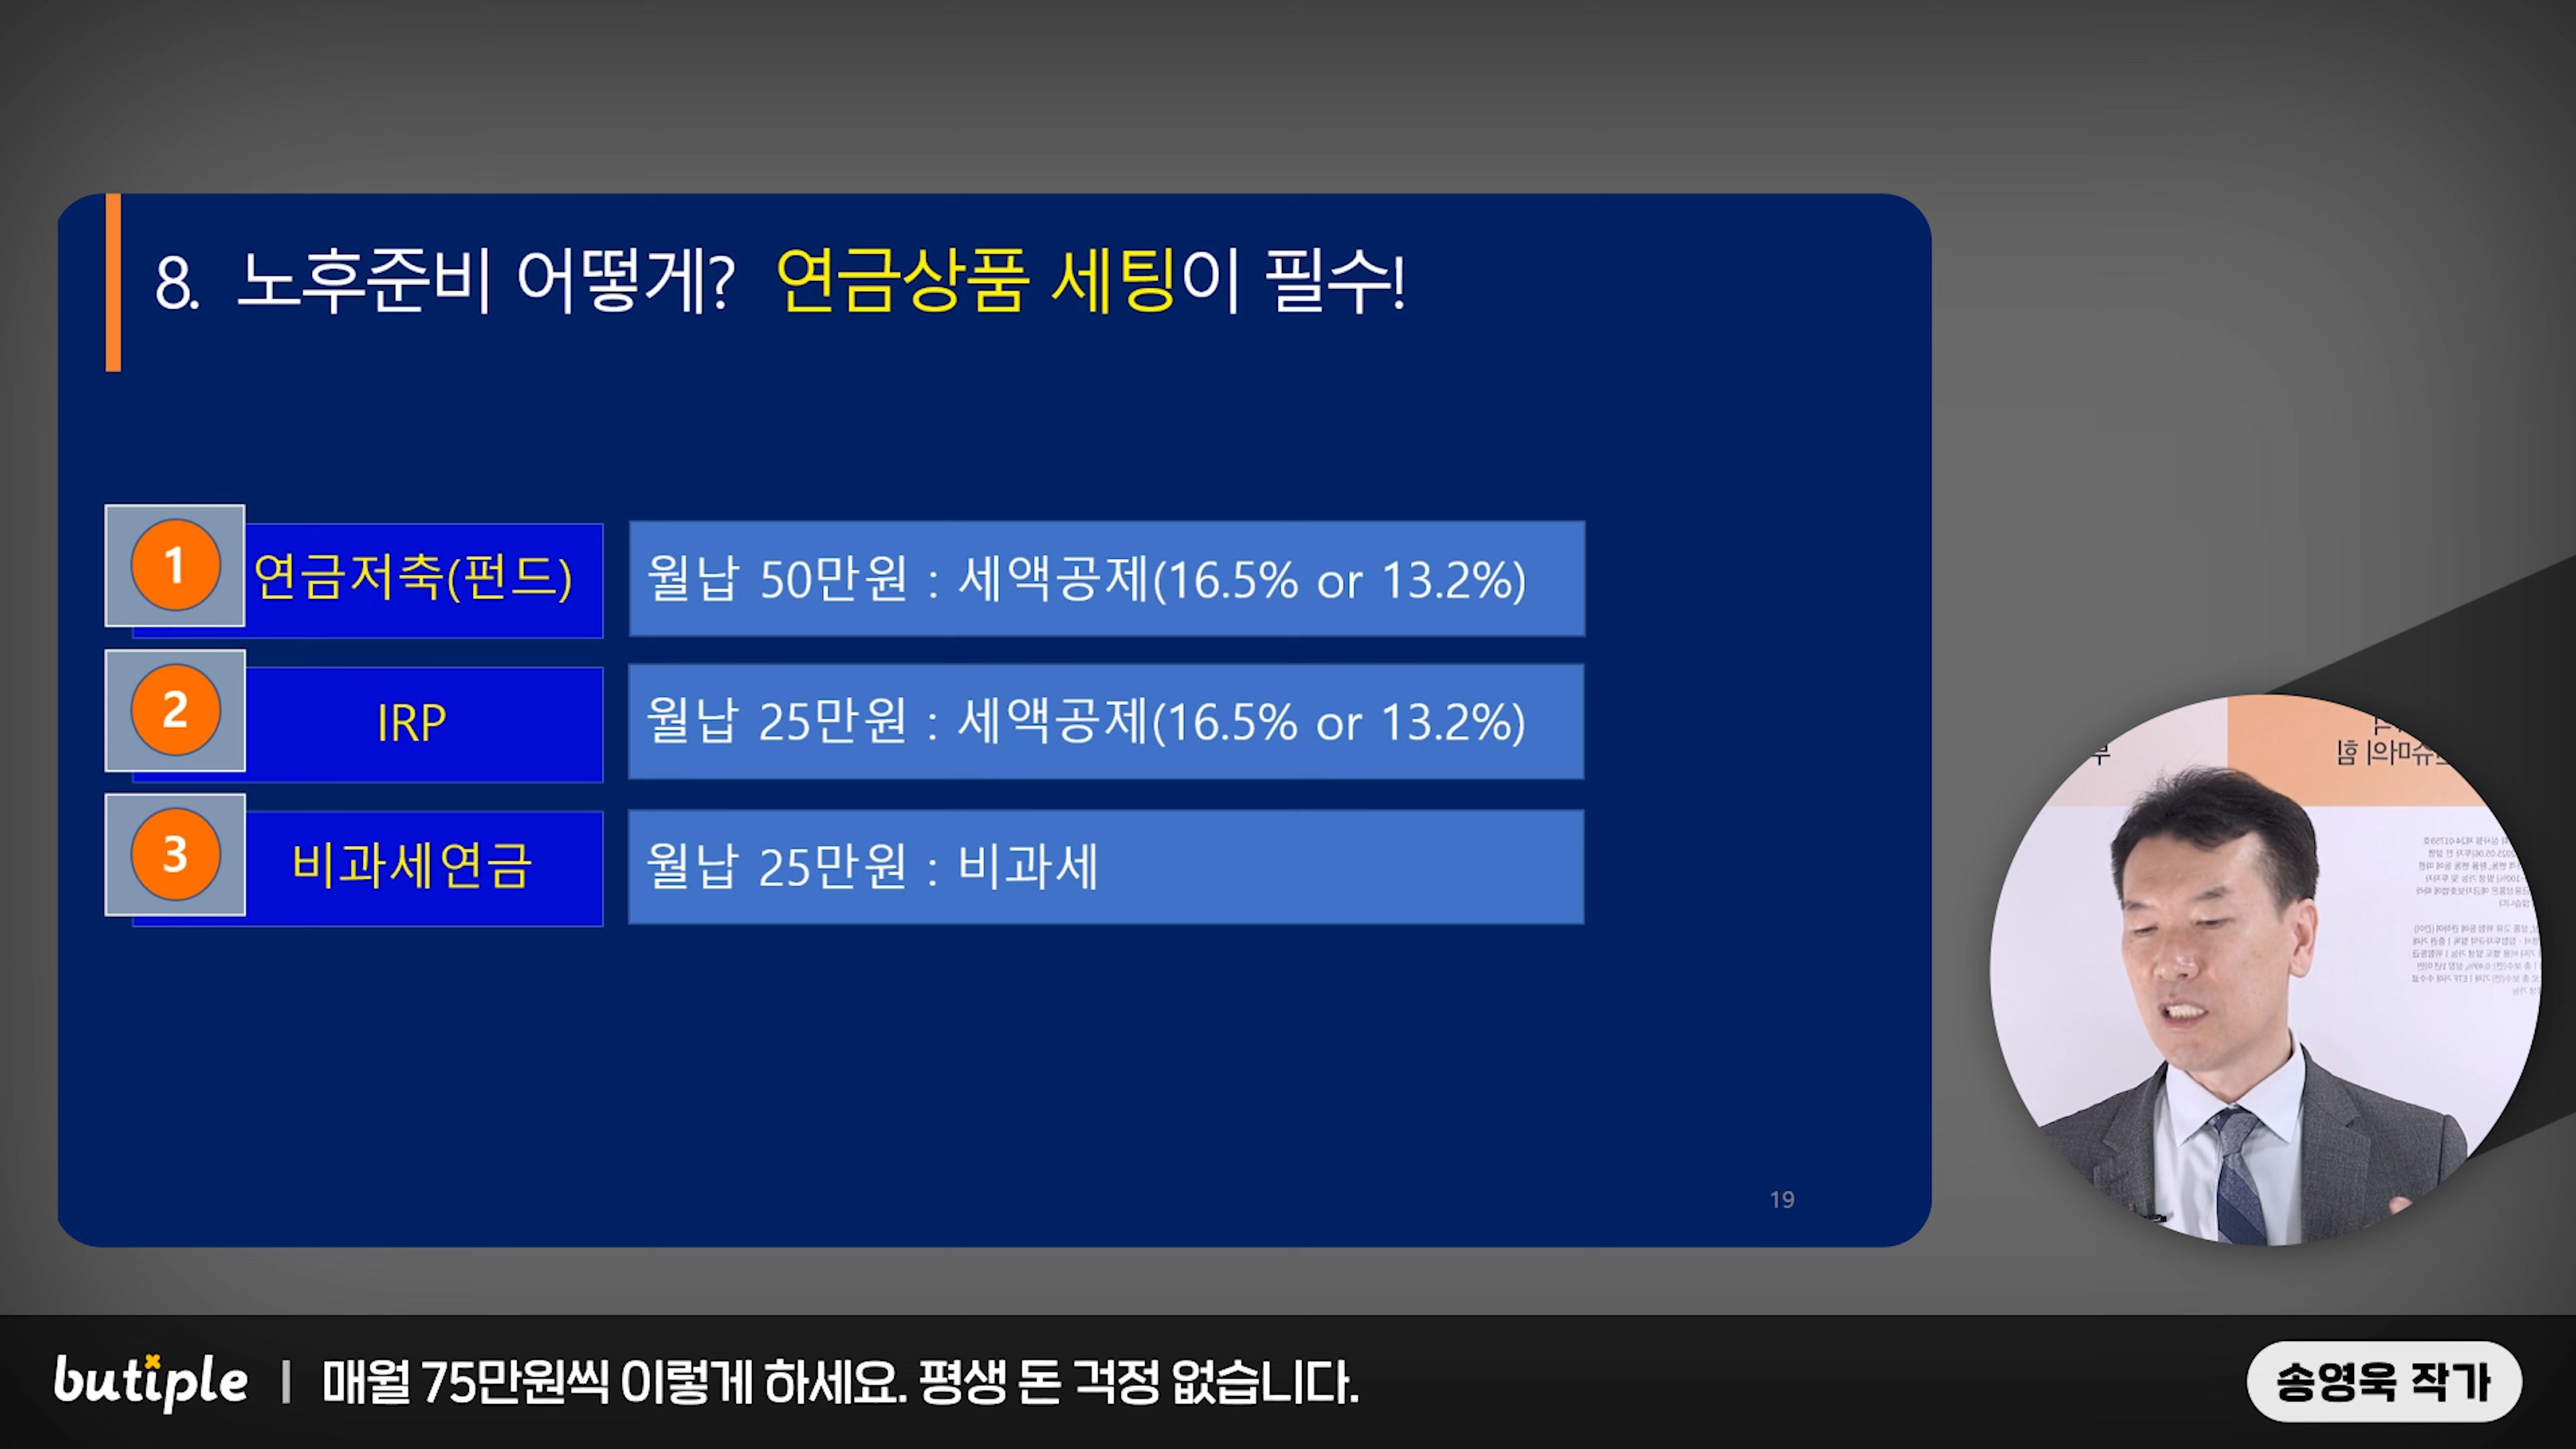 8. 노후준비 어떻게? 연금상품 세팅이 필수!
1 연금저축(펀드) 월납 50만원 : 세액공제(16.5% or 13.2%)
2 IRP 월납 25만원 : 세액공제(16.5% or 13.2%)
3 비과세연금 월납 25만원 : 비과세
19
butiple | 매월 75만원씩 이렇게 하세요. 평생 돈 걱정 없습니다.
송영욱 작가